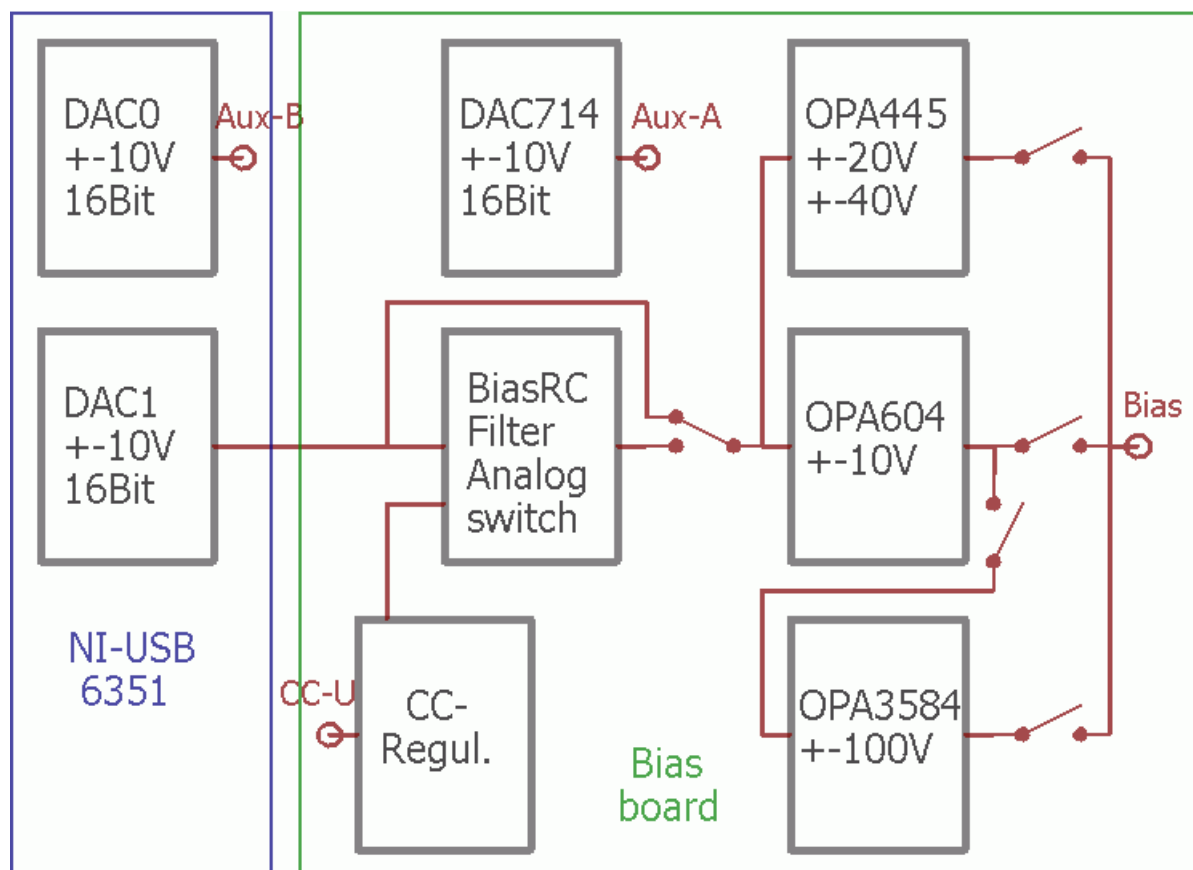 DAC0
+-10V
16Bit
Aux-B
DAC714
+-10V
16Bit
Aux-A
OPA445
+-20V
+-40V
DAC1
+-10V
16Bit
BiasRC
Filter
Analog
switch
OPA604
+-10V
Bias
NI-USB
6351
CC-U
CC-
Regul.
Bias
board
OPA3584
+-100V